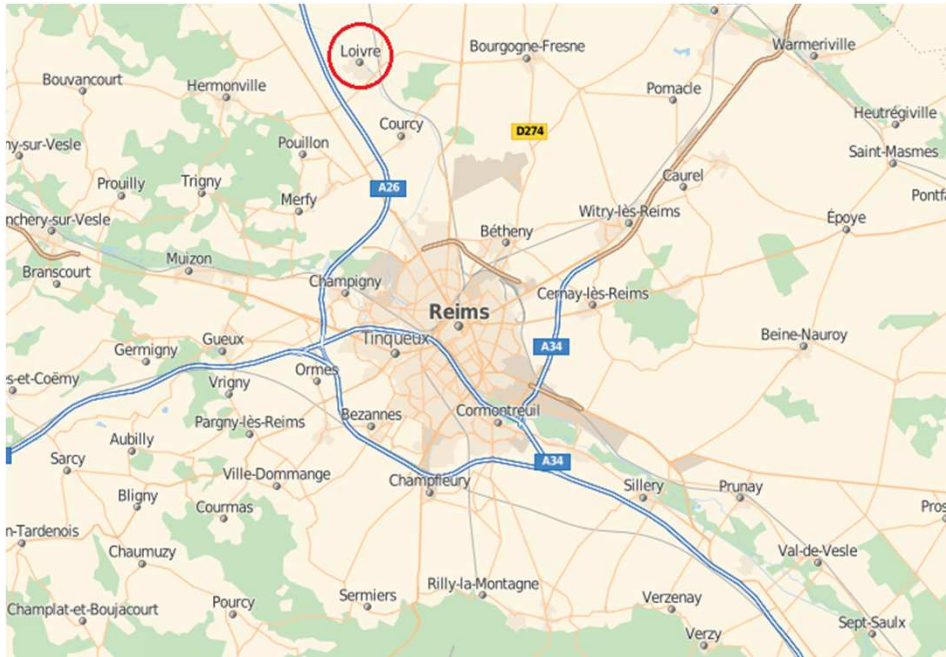 Loivre
Bourgogne-Fresne
Warmeriville
Bouvancourt
Hermonville
Pomacle
Heutrégiville
Courcy
D274
ny-sur-Vesle
Pouillon
Saint-Masmes
Prouilly
Trigny
A26
Caurel
Merfy
Pontfa
nchery-sur-Vesle
Witry-lès-Reims
Époye
Bétheny
Muizon
Branscourt
Champigny
Cernay-lès-Reims
Reims
Beine-Nauroy
Gueux
Tinqueux
A34
Germigny
Ormes
s-et-Coëmy
Vrigny
Bezannes
Cormontreuil
Pargny-lès-Reims
Aubilly
Sarcy
A34
Ville-Dommange
Champfleury
Sillery
Prunay
Bligny
Courmas
Pros
n-Tardenois
Chaumuzy
Val-de-Vesle
Rilly-la-Montagne
Sermiers
Verzenay
Champlat-et-Boujacourt
Pourcy
Sept-Saulx
Verzy